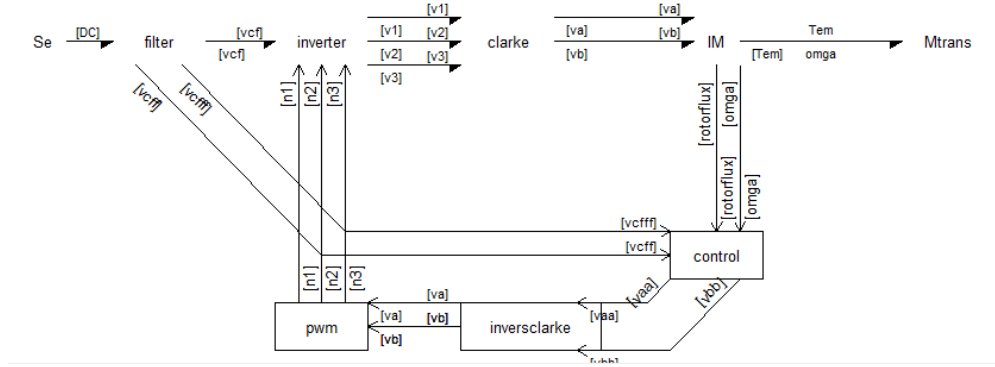 [v1] [va]
[DC] [vcf] [v1] [v2] [va] [vb] Tem
Se filter inverter clarke IM Mtrans
[vcf] [v2] [v3] [vb] [Tem] omga
[v3]
[vcff] [vcfff] [n1] [n2] [n3] [rotorflux] [omga]
[rotorflux] [omga]
[vcfff]
[vcff]
control
[n1] [n2] [n3] [vaa] [vbb]
[va]
[va] [vb] [vaa]
pwm inversclarke
[vb]
[vbb]